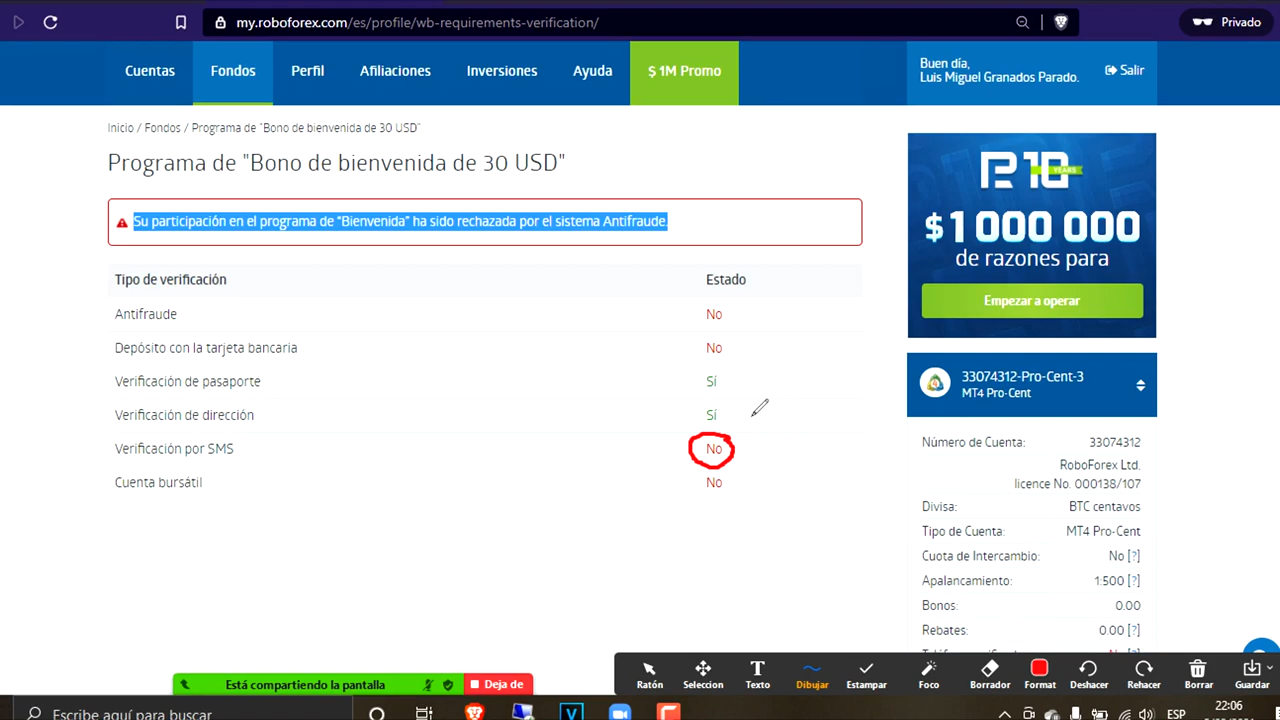 my.roboforex.com/es/profile/wb-requirements-verification/
Privado
Cuentas
Fondos
Perfil
Afiliaciones
Inversiones
Ayuda
$ 1M Promo
Buen día,
Luis Miguel Granados Parado.
Salir
Inicio / Fondos / Programa de "Bono de bienvenida de 30 USD"
Programa de "Bono de bienvenida de 30 USD"
Su participación en el programa de "Bienvenida" ha sido rechazada por el sistema Antifraude.
Tipo de verificación Estado
Antifraude No
Depósito con la tarjeta bancaria No
Verificación de pasaporte Sí
Verificación de dirección Sí
Verificación por SMS No
Cuenta bursátil No
10 YEARS
$ 1 000 000
de razones para
Empezar a operar
33074312-Pro-Cent-3
MT4 Pro-Cent
Número de Cuenta: 33074312
RoboForex Ltd.
licence No. 000138/107
Divisa: BTC centavos
Tipo de Cuenta: MT4 Pro-Cent
Cuota de Intercambio: No [?]
Apalancamiento: 1:500 [?]
Bonos: 0.00
Rebates: 0.00 [?]
Está compartiendo la pantalla
Deja de
Ratón
Seleccion
Texto
Dibujar
Estampar
Foco
Borrador
Format
Deshacer
Rehacer
Borrar
Guardar
Escribe aquí para buscar
ESP
22:06